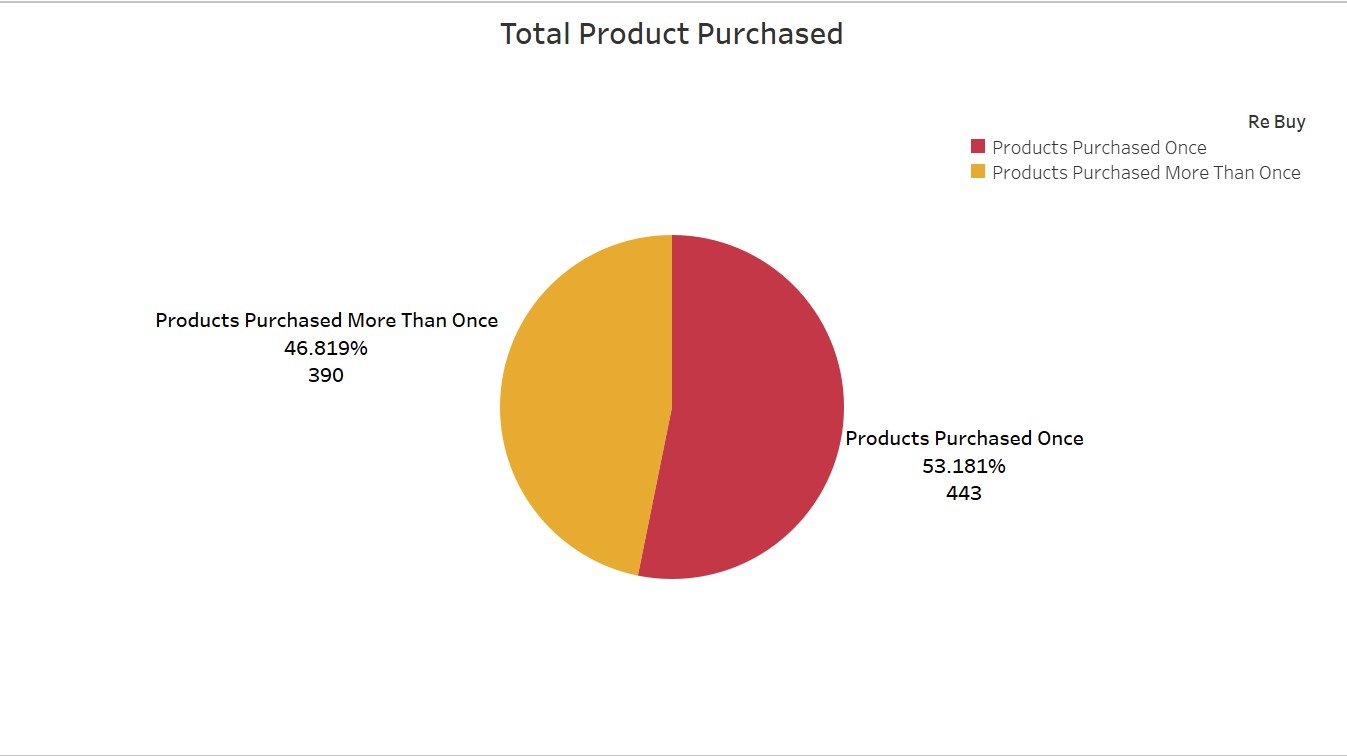 Total Product Purchased
Re Buy
Products Purchased Once
Products Purchased More Than Once
Products Purchased More Than Once
46.819%
390
Products Purchased Once
53.181%
443